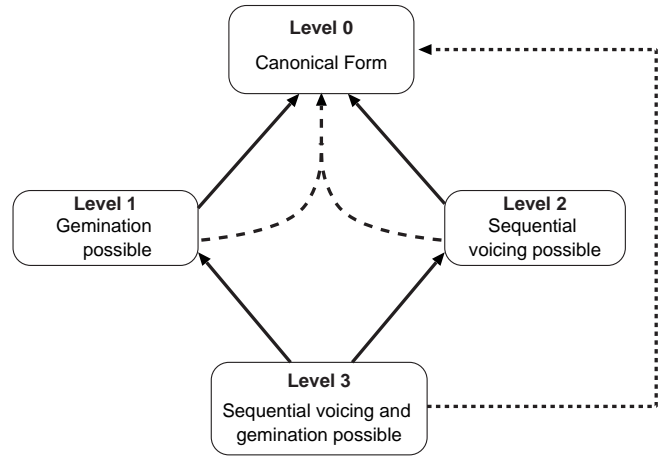 Level 0
Canonical Form
Level 1
Gemination
possible
Level 2
Sequential
voicing possible
Level 3
Sequential voicing and
gemination possible